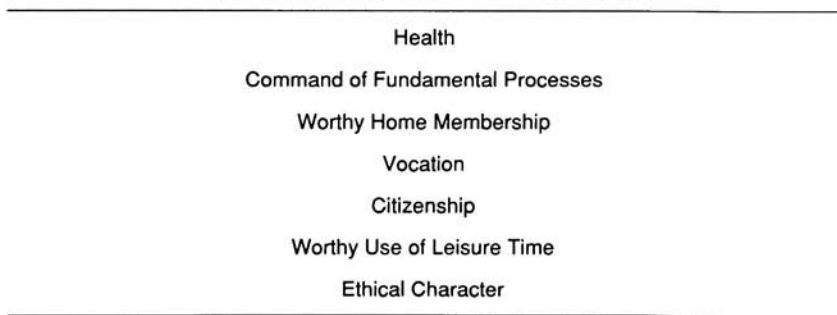 Health
Command of Fundamental Processes
Worthy Home Membership
Vocation
Citizenship
Worthy Use of Leisure Time
Ethical Character